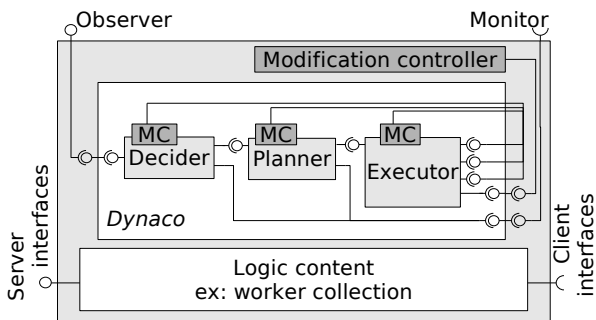 Observer
Monitor
Modification controller
MC
MC
MC
Decider
Planner
Executor
Dynaco
Server
interfaces
Client
interfaces
Logic content
ex: worker collection